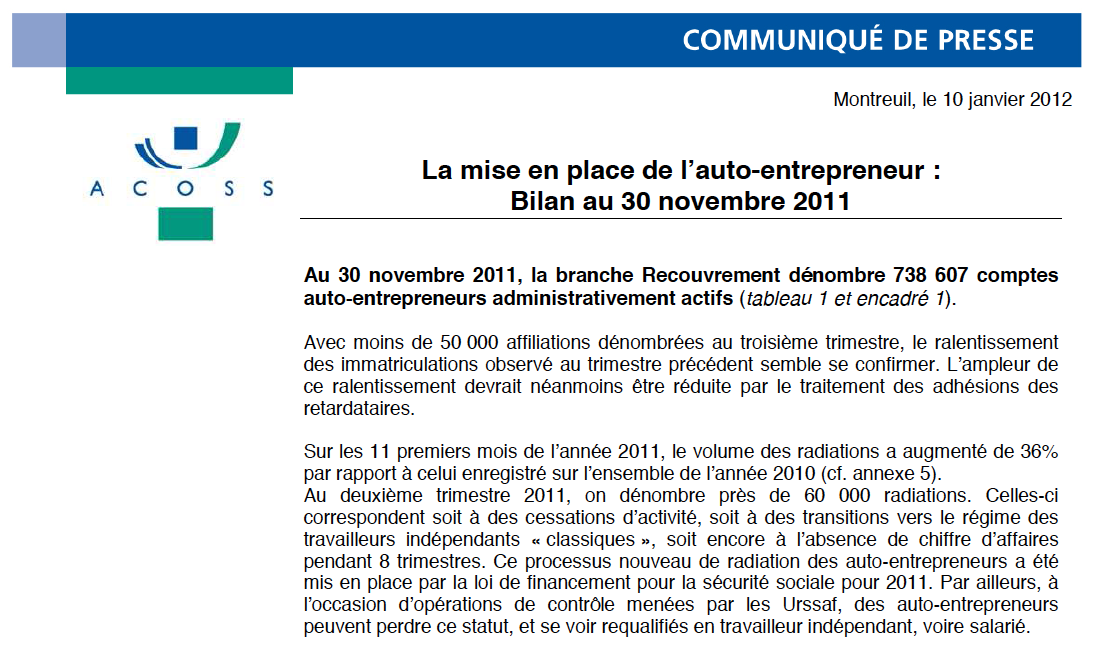 COMMUNIQUÉ DE PRESSE
Montreuil, le 10 janvier 2012
A C O S S
La mise en place de l’auto-entrepreneur :
Bilan au 30 novembre 2011
Au 30 novembre 2011, la branche Recouvrement dénombre 738 607 comptes
auto-entrepreneurs administrativement actifs (tableau 1 et encadré 1).
Avec moins de 50 000 affiliations dénombrées au troisième trimestre, le ralentissement
des immatriculations observé au trimestre précédent semble se confirmer. L’ampleur de
ce ralentissement devrait néanmoins être réduite par le traitement des adhésions des
retardataires.
Sur les 11 premiers mois de l’année 2011, le volume des radiations a augmenté de 36%
par rapport à celui enregistré sur l’ensemble de l’année 2010 (cf. annexe 5).
Au deuxième trimestre 2011, on dénombre près de 60 000 radiations. Celles-ci
correspondent soit à des cessations d’activité, soit à des transitions vers le régime des
travailleurs indépendants « classiques », soit encore à l’absence de chiffre d’affaires
pendant 8 trimestres. Ce processus nouveau de radiation des auto-entrepreneurs a été
mis en place par la loi de financement pour la sécurité sociale pour 2011. Par ailleurs, à
l’occasion d’opérations de contrôle menées par les Urssaf, des auto-entrepreneurs
peuvent perdre ce statut, et se voir requalifiés en travailleur indépendant, voire salarié.